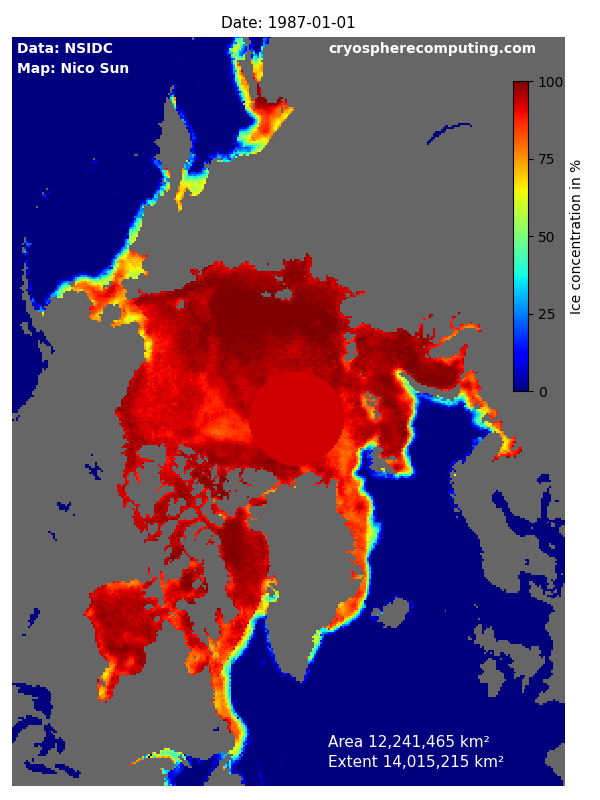 Date: 1987-01-01
Data: NSIDC
cryospherecomputing.com
Map: Nico Sun
100
75
50
25
0
Ice concentration in %
Area 12,241,465 km²
Extent 14,015,215 km²